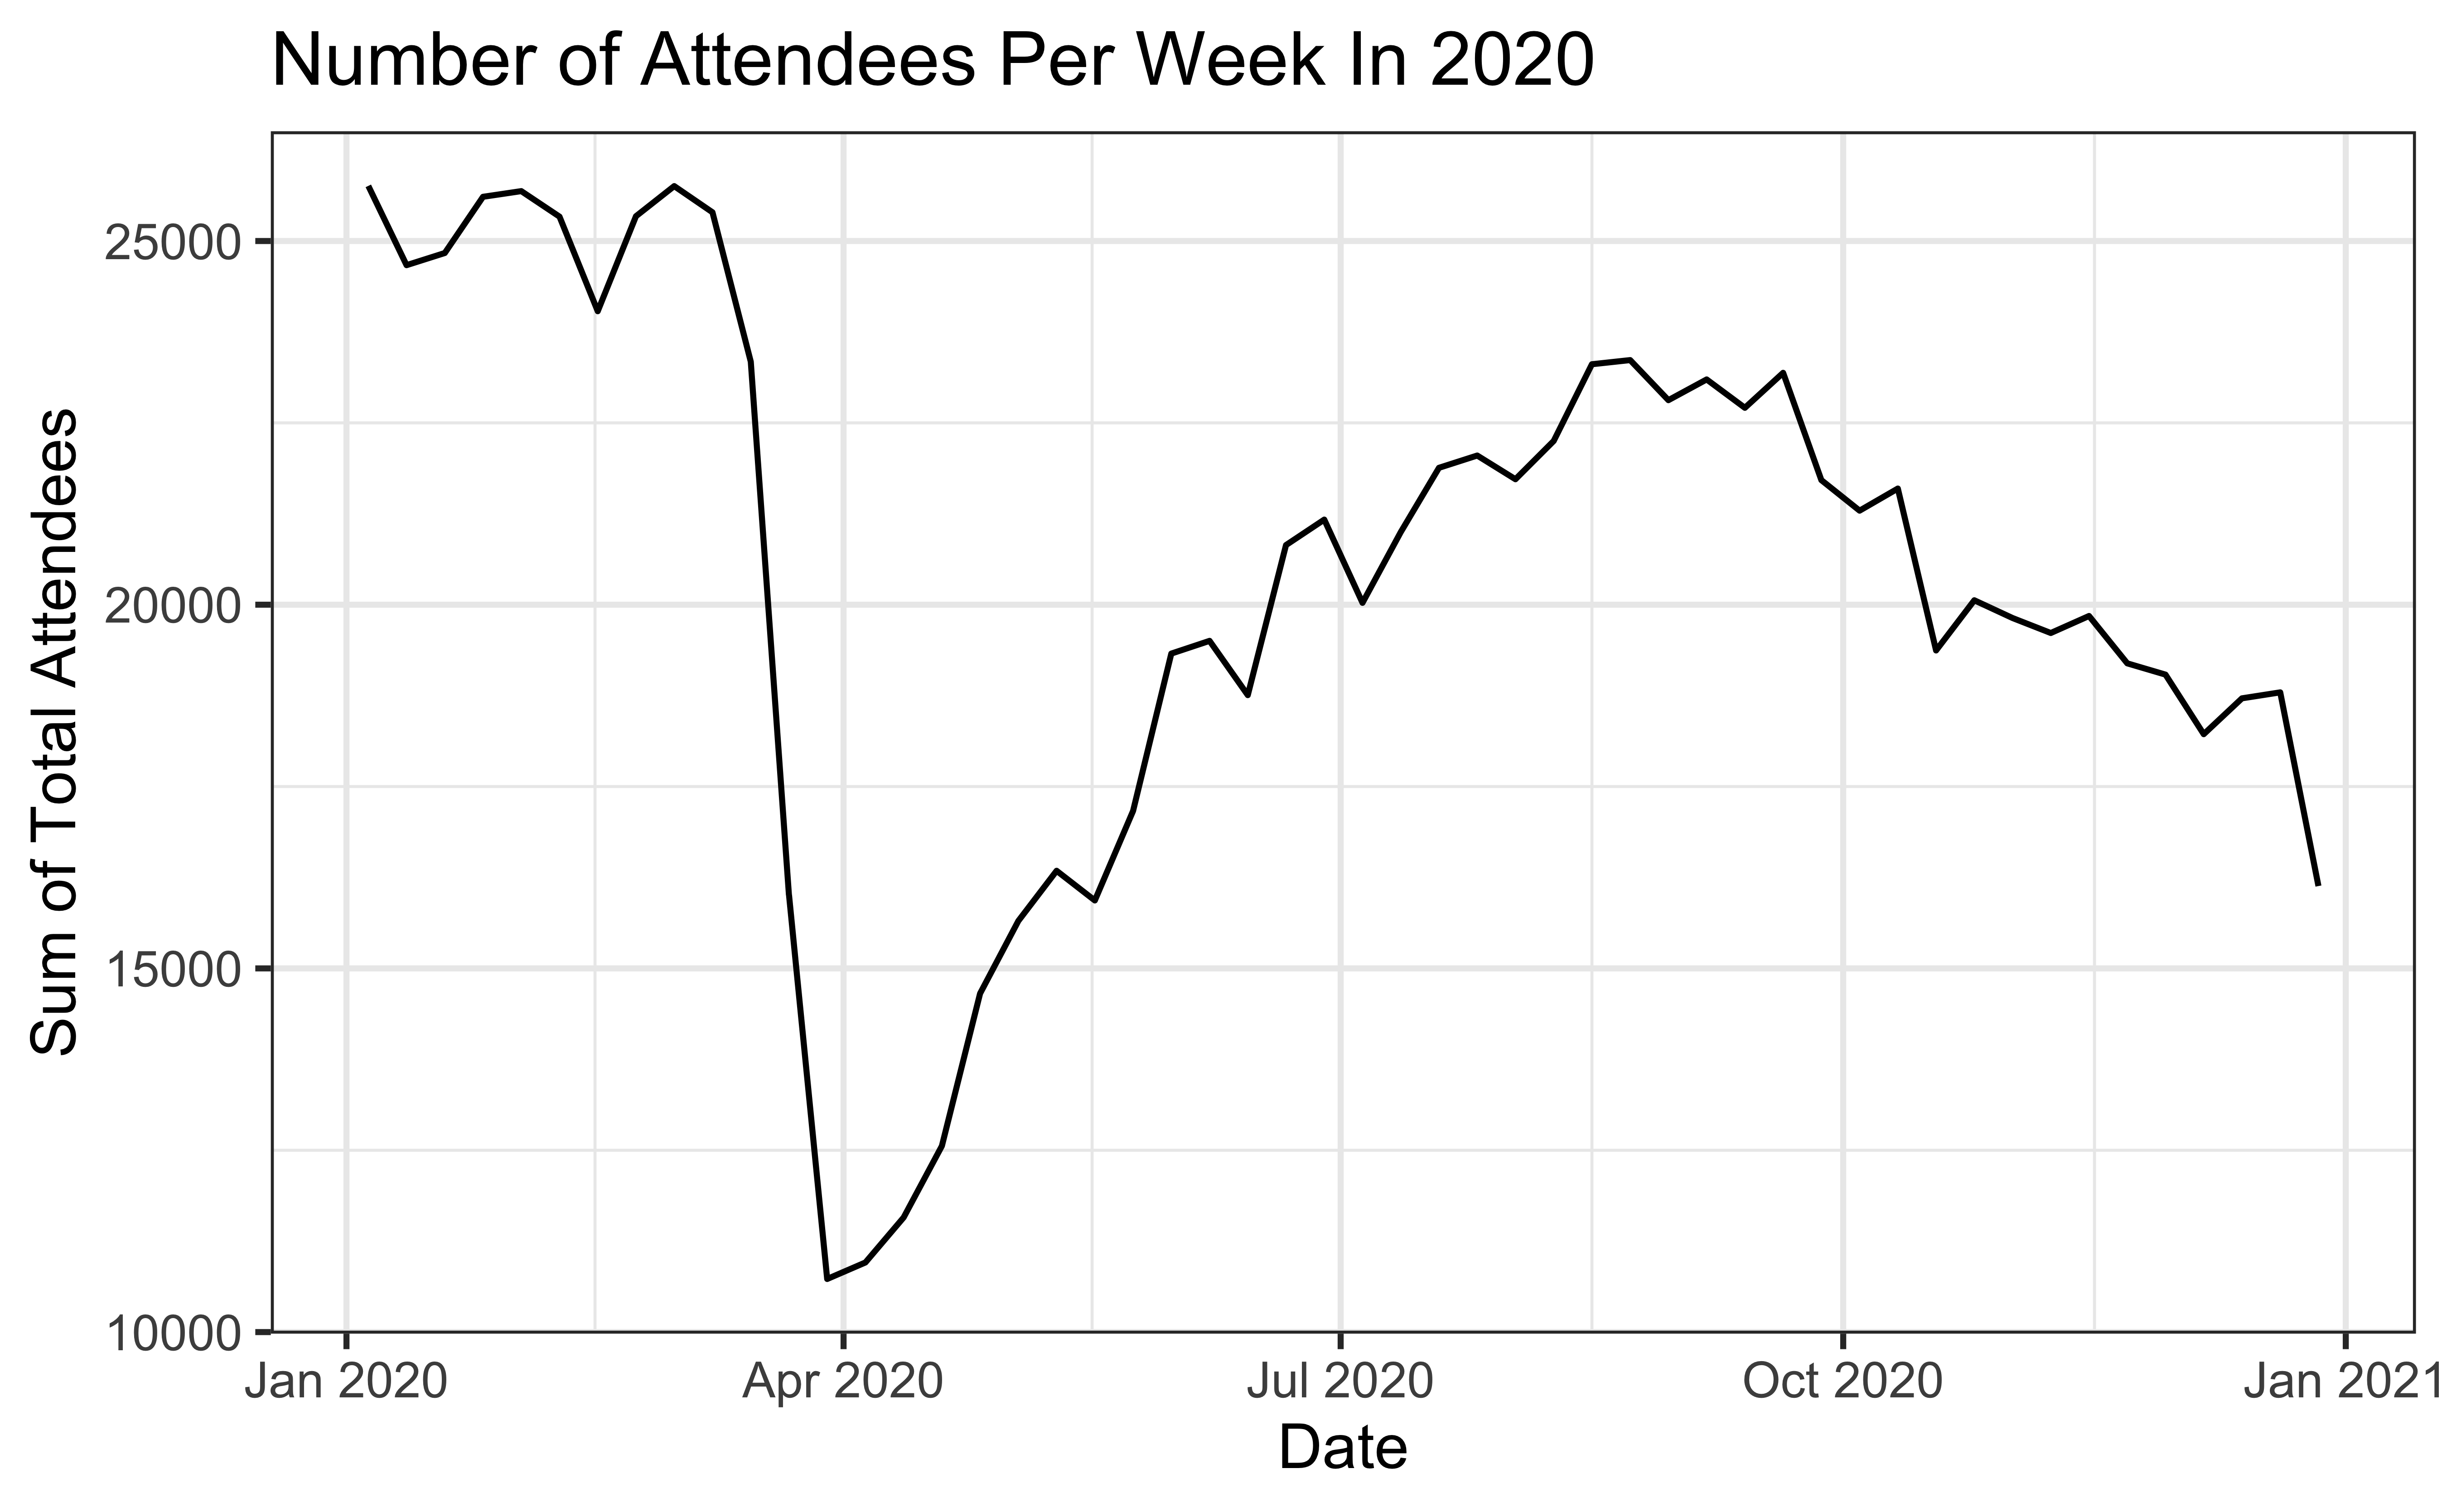 Number of Attendees Per Week In 2020
Sum of Total Attendees
25000
20000
15000
10000
Jan 2020 Apr 2020 Jul 2020 Oct 2020 Jan 2021
Date